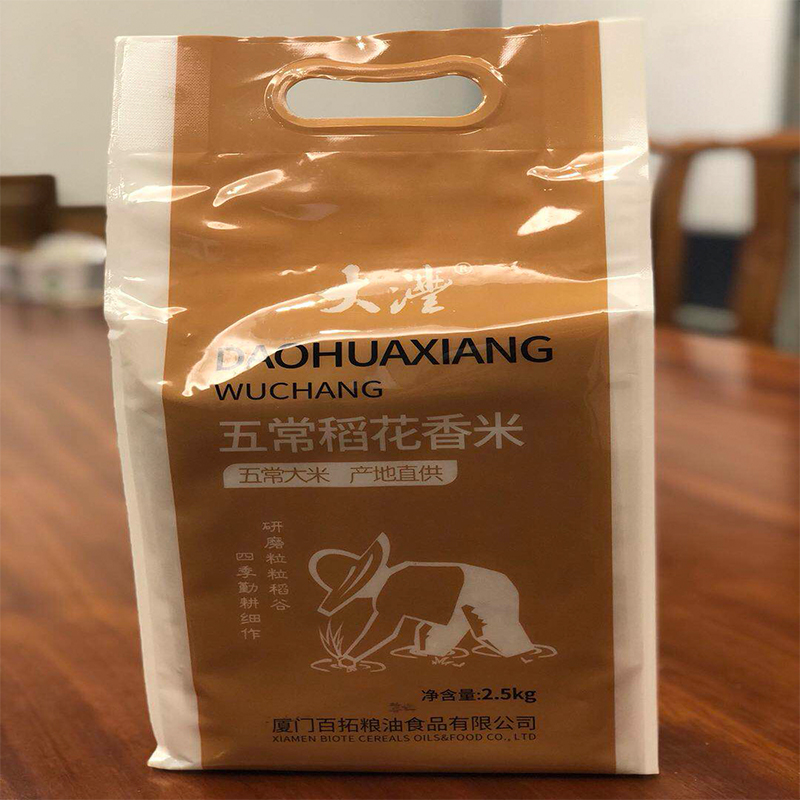 大灃®
DAOHUAXIANG
WUCHANG
五常稻花香米
五常大米 产地直供
研磨粒粒稻谷
四季勤耕细作
净含量:2.5kg
厦门百拓粮油食品有限公司
XIAMEN BIOTE CEREALS OILS&FOOD CO., LTD